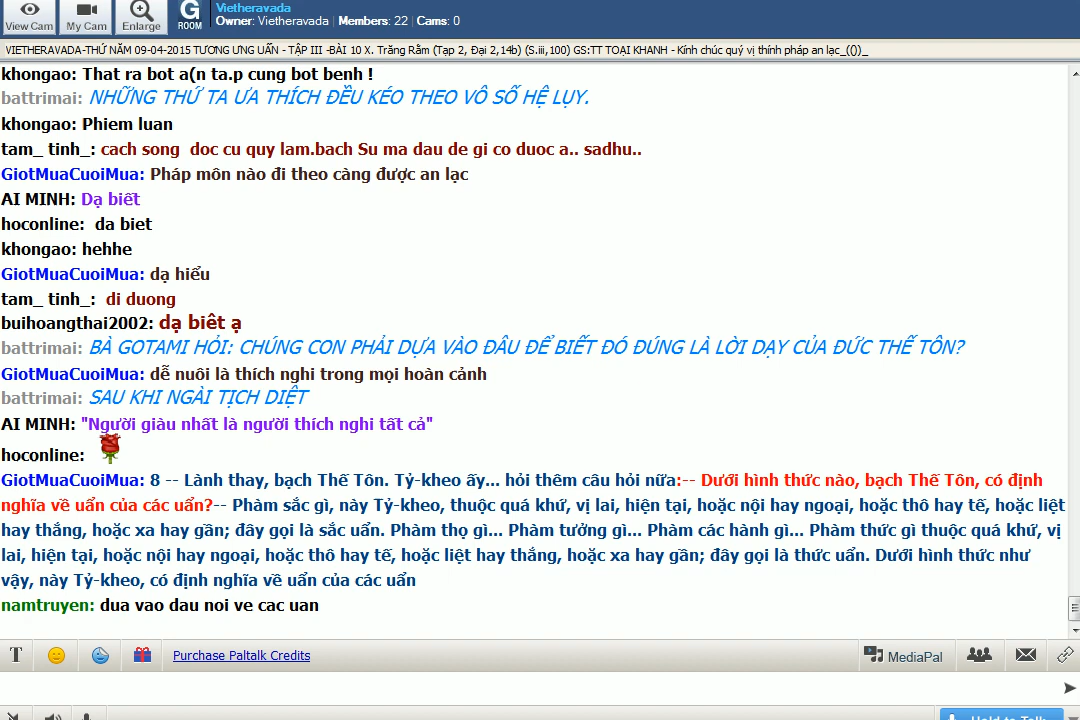 Vietheravada
View Cam
My Cam
Enlarge
G
ROOM
Owner: Vietheravada | Members: 22 | Cams: 0
VIETHERAVADA-THỨ NĂM 09-04-2015 TƯƠNG ƯNG UẨN - TẬP III -BÀI 10 X. Trăng Rằm (Tạp 2, Đại 2,14b) (S.iii,100) GS:TT TOẠI KHANH - Kính chúc quý vị thính pháp an lạc_(())_
khongao: That ra bot a(n ta.p cung bot benh !
battrimai: NHỮNG THỨ TA ƯA THÍCH ĐỀU KÉO THEO VÔ SỐ HỆ LỤY.
khongao: Phiem luan
tam_ tinh_: cach song  doc cu quy lam.bach Su ma dau de gi co duoc a.. sadhu..
GiotMuaCuoiMua: Pháp môn nào đi theo càng được an lạc
AI MINH: Dạ biết
hoconline:  da biet
khongao: hehhe
GiotMuaCuoiMua: dạ hiểu
tam_ tinh_:  di duong
buihoangthai2002: dạ biêt ạ
battrimai: BÀ GOTAMI HỎI: CHÚNG CON PHẢI DỰA VÀO ĐÂU ĐỂ BIẾT ĐÓ ĐÚNG LÀ LỜI DẠY CỦA ĐỨC THẾ TÔN?
GiotMuaCuoiMua: dễ nuôi là thích nghi trong mọi hoàn cảnh
battrimai: SAU KHI NGÀI TỊCH DIỆT
AI MINH: "Người giàu nhất là người thích nghi tất cả"
hoconline:
GiotMuaCuoiMua: 8 -- Lành thay, bạch Thế Tôn. Tỷ-kheo ấy... hỏi thêm câu hỏi nữa:-- Dưới hình thức nào, bạch Thế Tôn, có định
nghĩa về uẩn của các uẩn?-- Phàm sắc gì, này Tỷ-kheo, thuộc quá khứ, vị lai, hiện tại, hoặc nội hay ngoại, hoặc thô hay tế, hoặc liệt
hay thắng, hoặc xa hay gần; đây gọi là sắc uẩn. Phàm thọ gì... Phàm tưởng gì... Phàm các hành gì... Phàm thức gì thuộc quá khứ, vị
lai, hiện tại, hoặc nội hay ngoại, hoặc thô hay tế, hoặc liệt hay thắng, hoặc xa hay gần; đây gọi là thức uẩn. Dưới hình thức như
vậy, này Tỷ-kheo, có định nghĩa về uẩn của các uẩn
namtruyen: dua vao dau noi ve cac uan
T
Purchase Paltalk Credits
MediaPal
Hold to Talk